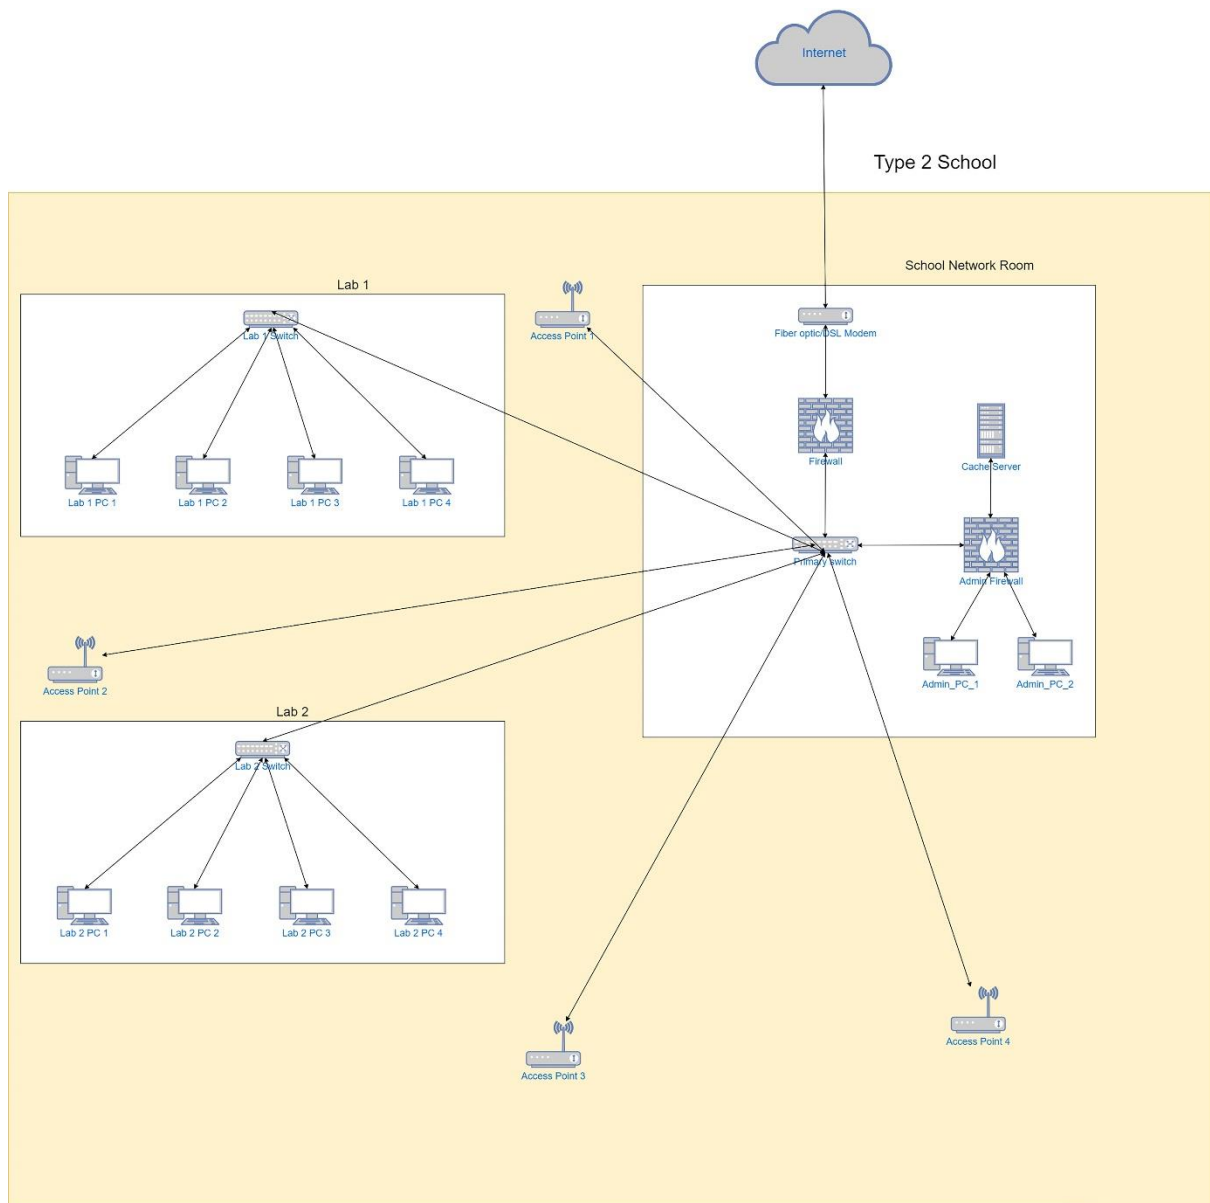 Internet
Type 2 School
School Network Room
Lab 1
Lab 1 Switch
Access Point 1
Fiber optic/DSL Modem
Firewall
Cache Server
Lab 1 PC 1
Lab 1 PC 2
Lab 1 PC 3
Lab 1 PC 4
Primary switch
Admin Firewall
Admin_PC_1
Admin_PC_2
Access Point 2
Lab 2
Lab 2 Switch
Lab 2 PC 1
Lab 2 PC 2
Lab 2 PC 3
Lab 2 PC 4
Access Point 3
Access Point 4